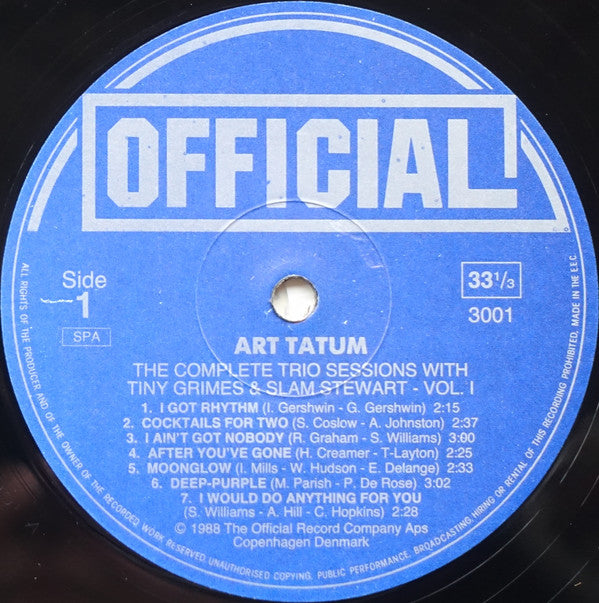 OFFICIAL
Side
1
SPA
33 1/3
3001
ART TATUM
THE COMPLETE TRIO SESSIONS WITH
TINY GRIMES & SLAM STEWART - VOL. I
1. I GOT RHYTHM (I. Gershwin - G. Gershwin) 2:15
2. COCKTAILS FOR TWO (S. Coslow - A. Johnston) 2:37
3. I AIN'T GOT NOBODY (R. Graham - S. Williams) 3:00
4. AFTER YOU'VE GONE (H. Creamer - T-Layton) 2:25
5. MOONGLOW (I. Mills - W. Hudson - E. Delange) 2:33
6. DEEP-PURPLE (M. Parish - P. De Rose) 3:02
7. I WOULD DO ANYTHING FOR YOU
(S. Williams - A. Hill - C. Hopkins) 2:28
© 1988 The Official Record Company Aps
Copenhagen Denmark
ALL RIGHTS OF THE PRODUCER AND OF THE OWNER OF THE RECORDED WORK RESERVED. UNAUTHORISED COPYING, PUBLIC PERFORMANCE, BROADCASTING, HIRING OR RENTAL OF THIS RECORDING PROHIBITED. MADE IN THE E.E.C.